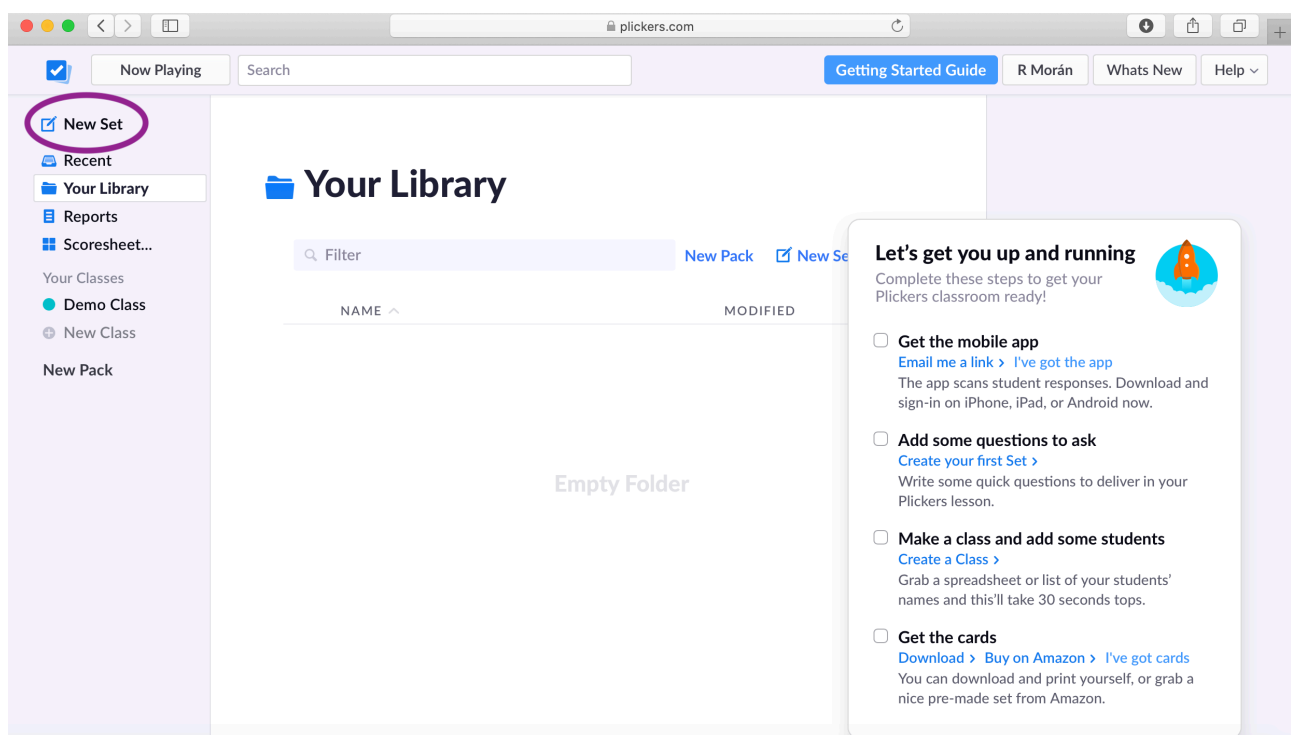 plickers.com
Now Playing
Search
Getting Started Guide
R Morán
Whats New
Help
New Set
Recent
Your Library
Reports
Scoresheet...
Your Classes
Demo Class
New Class
New Pack
Your Library
Filter
New Pack
New Se
NAME
MODIFIED
Empty Folder
Let's get you up and running
Complete these steps to get your
Plickers classroom ready!
Get the mobile app
Email me a link › I've got the app
The app scans student responses. Download and
sign-in on iPhone, iPad, or Android now.
Add some questions to ask
Create your first Set ›
Write some quick questions to deliver in your
Plickers lesson.
Make a class and add some students
Create a Class ›
Grab a spreadsheet or list of your students'
names and this'll take 30 seconds tops.
Get the cards
Download › Buy on Amazon › I've got cards
You can download and print yourself, or grab a
nice pre-made set from Amazon.